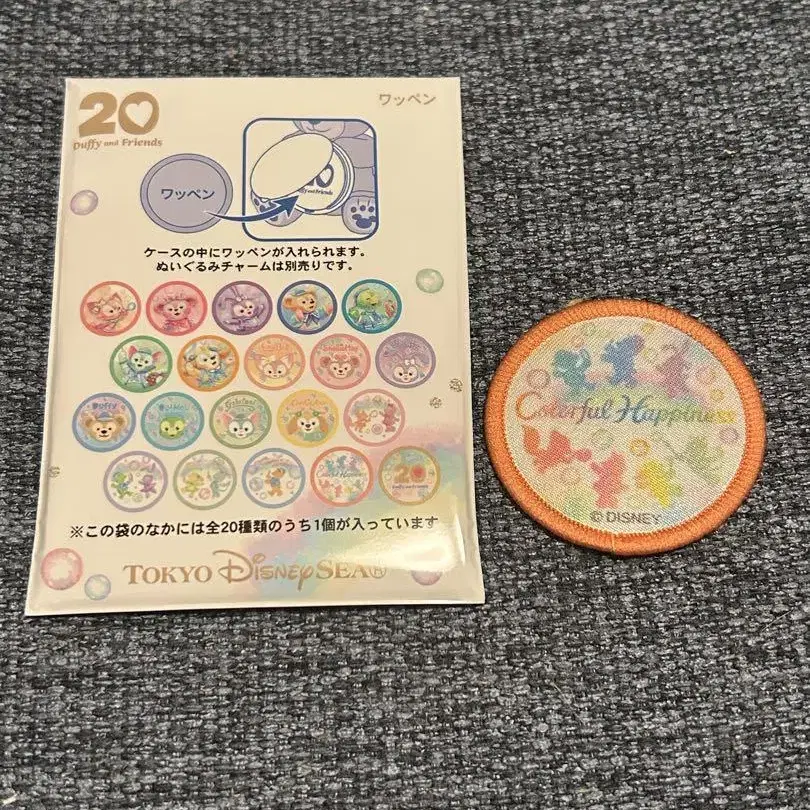 20
Duffy and Friends
ワッペン
ワッペン
ケースの中にワッペンが入れられます。
ぬいぐるみチャームは別売りです。
Duffy
※この袋のなかには全20種類のうち1個が入っています
TOKYO DISNEY SEA
Colorful Happiness
© DISNEY